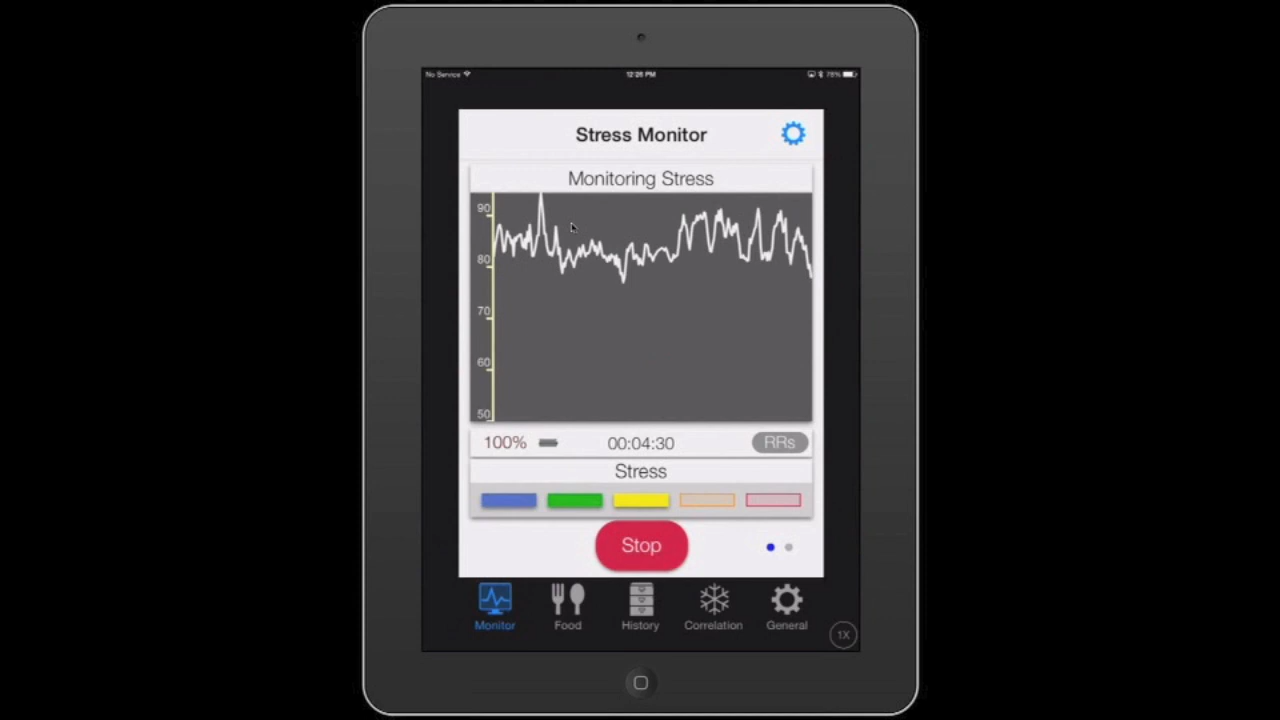 No Service 12:26 PM 76%
Stress Monitor
Monitoring Stress
90
80
70
60
50
100% 00:04:30 RRs
Stress
Stop
Monitor Food History Correlation General
1X